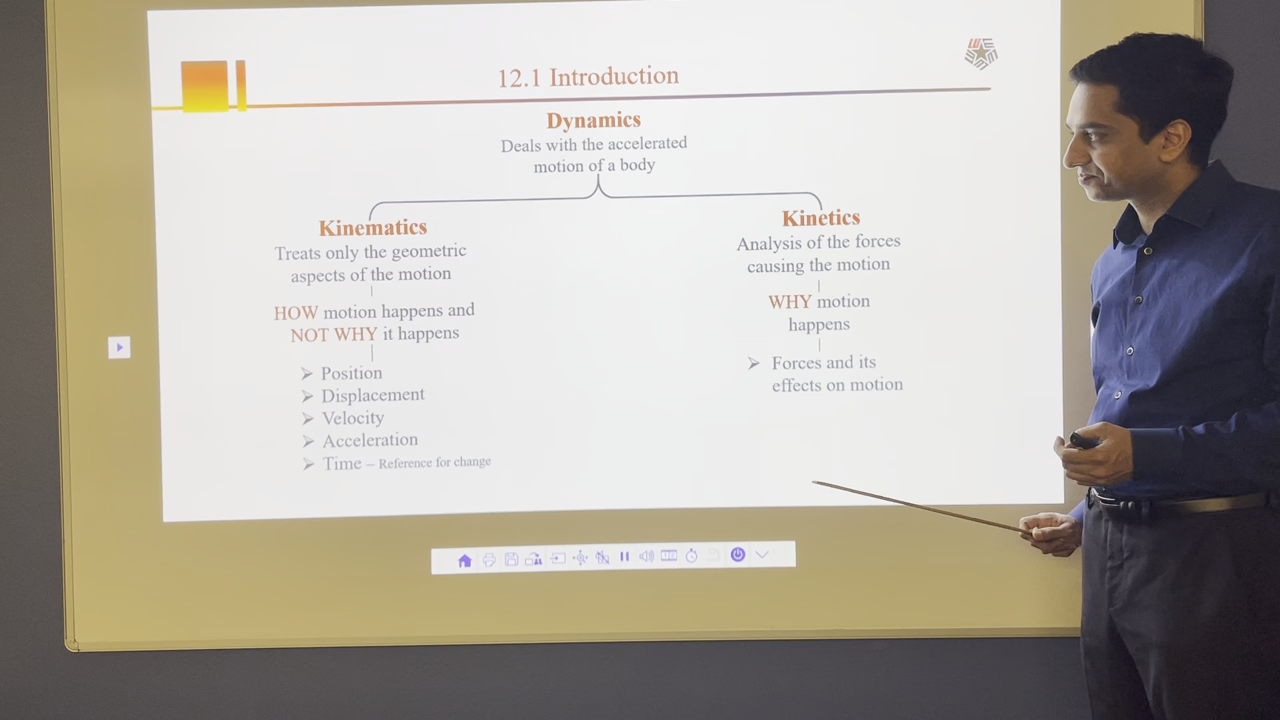 12.1 Introduction
Dynamics
Deals with the accelerated
motion of a body
Kinematics
Treats only the geometric
aspects of the motion
HOW motion happens and
NOT WHY it happens
➢ Position
➢ Displacement
➢ Velocity
➢ Acceleration
➢ Time – Reference for change
Kinetics
Analysis of the forces
causing the motion
WHY motion
happens
➢ Forces and its
effects on motion